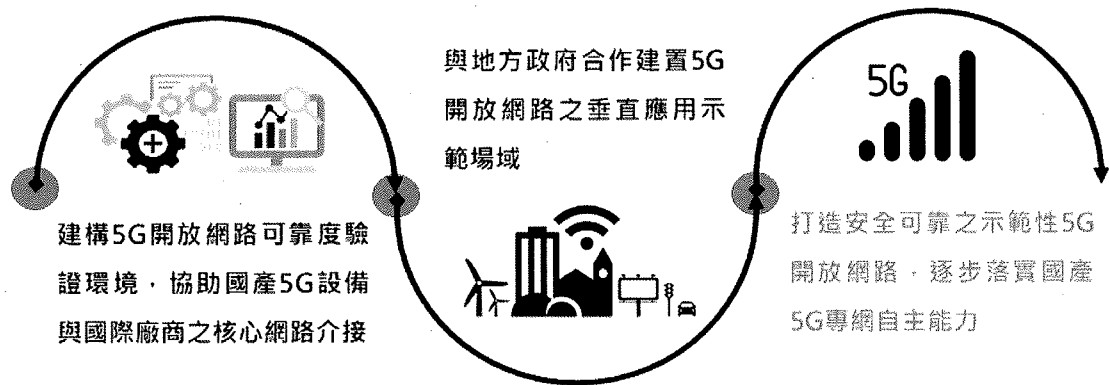 建構5G開放網路可靠度驗
證環境，協助國產5G設備
與國際廠商之核心網路介接
與地方政府合作建置5G
開放網路之垂直應用示
範場域
5G
打造安全可靠之示範性5G
開放網路，逐步落實國產
5G專網自主能力